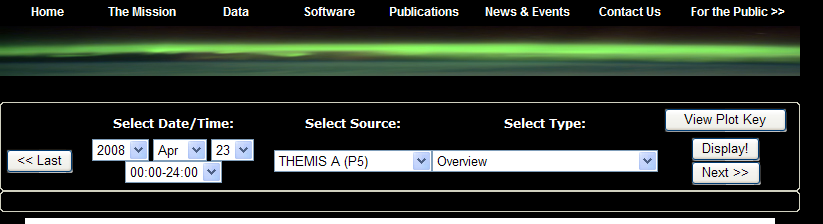 Home The Mission Data Software Publications News & Events Contact Us For the Public >>
Select Date/Time: Select Source: Select Type: View Plot Key
<< Last 2008 Apr 23 THEMIS A (P5) Overview Display!
00:00-24:00 Next >>